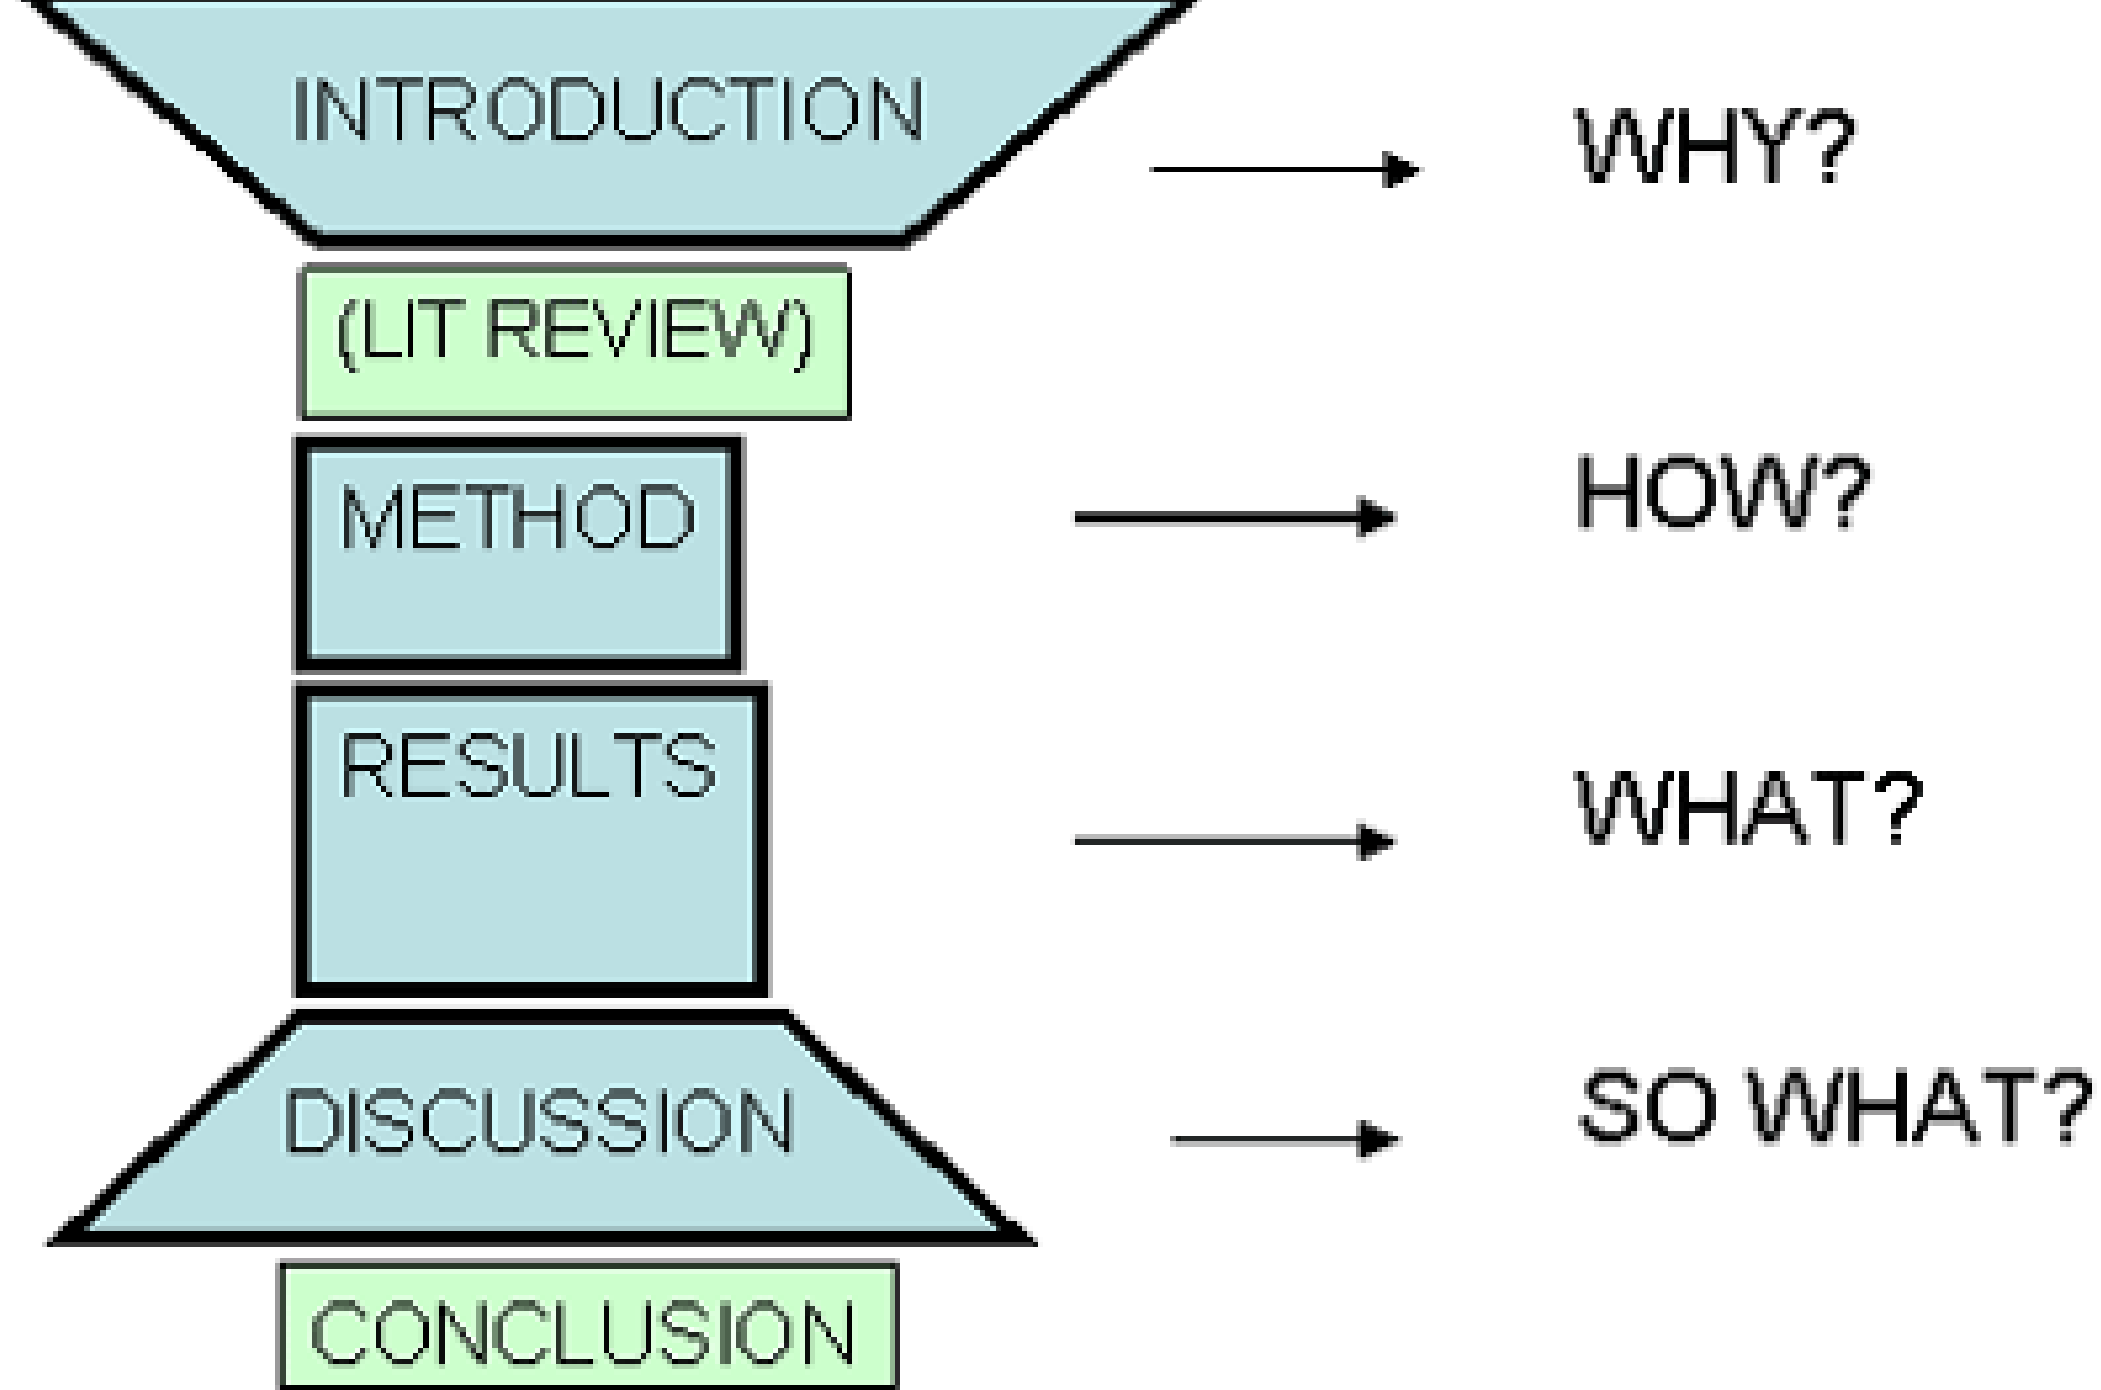 INTRODUCTION
WHY?
(LIT REVIEW)
METHOD
HOW?
RESULTS
WHAT?
DISCUSSION
SO WHAT?
CONCLUSION